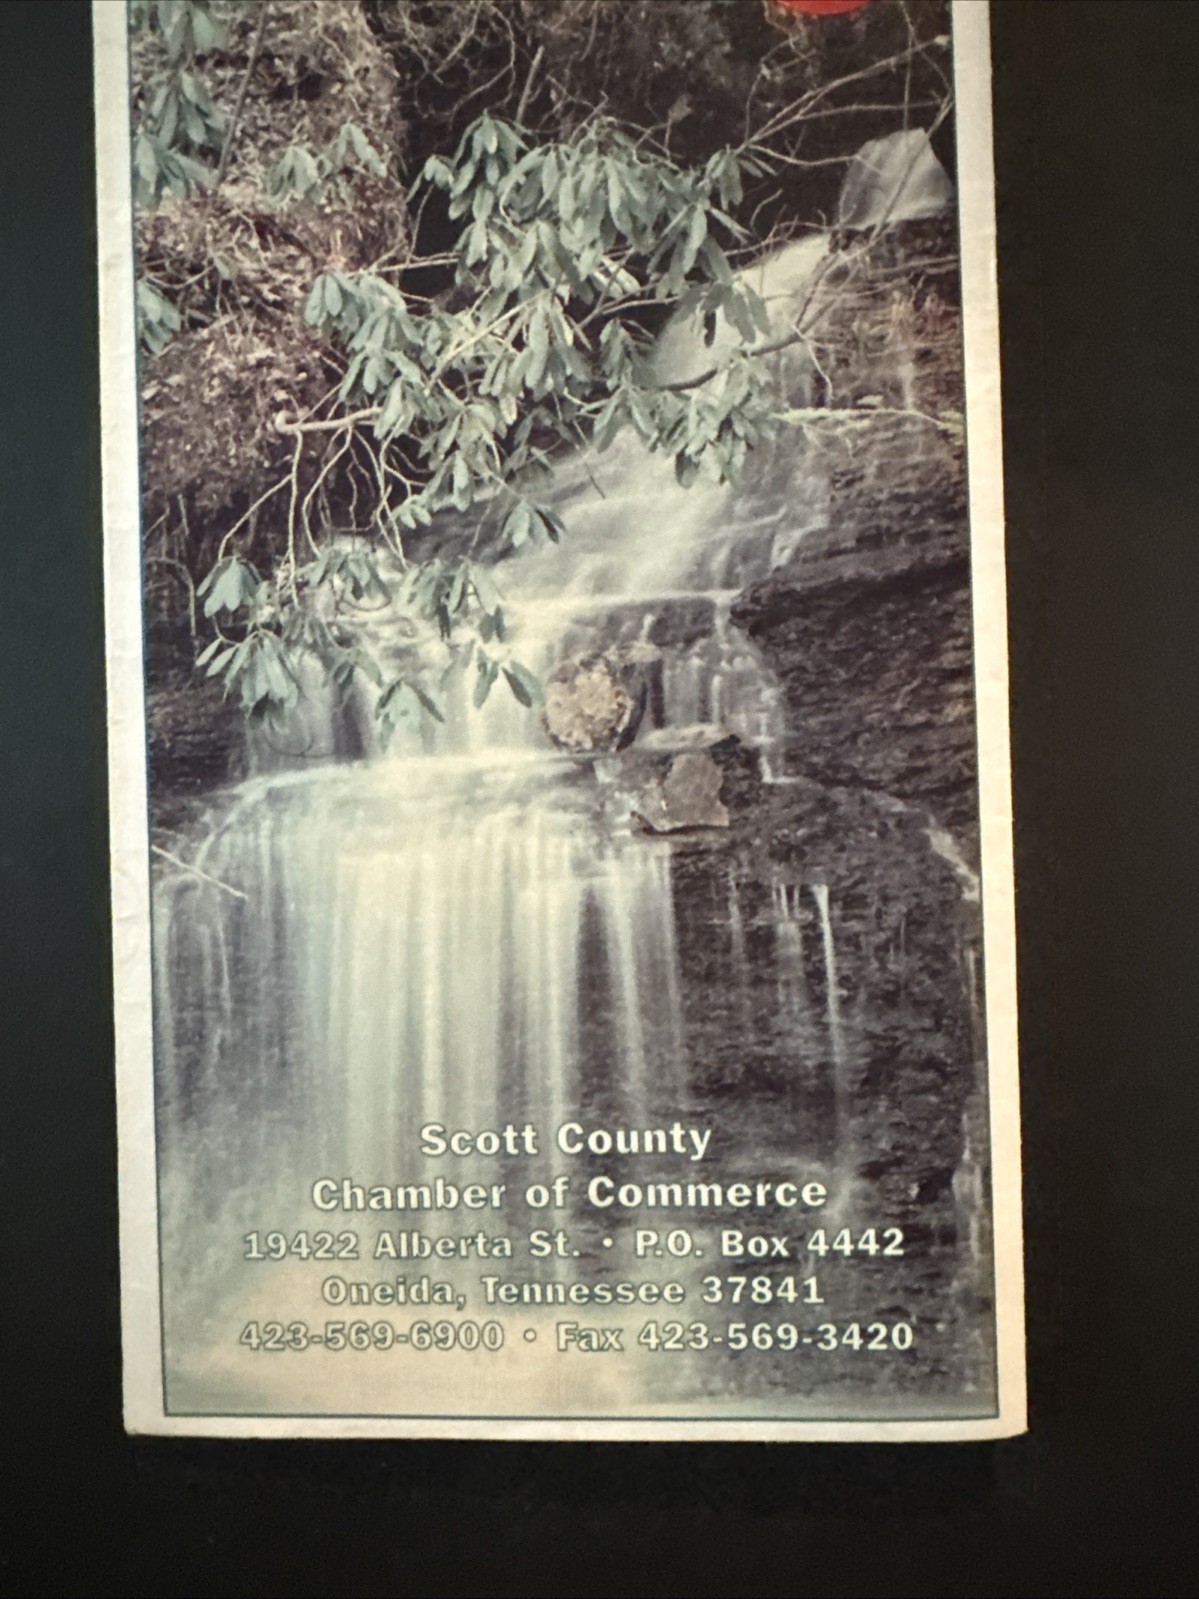 Scott County
Chamber of Commerce
19422 Alberta St. • P.O. Box 4442
Oneida, Tennessee 37841
423-569-6900 • Fax 423-569-3420